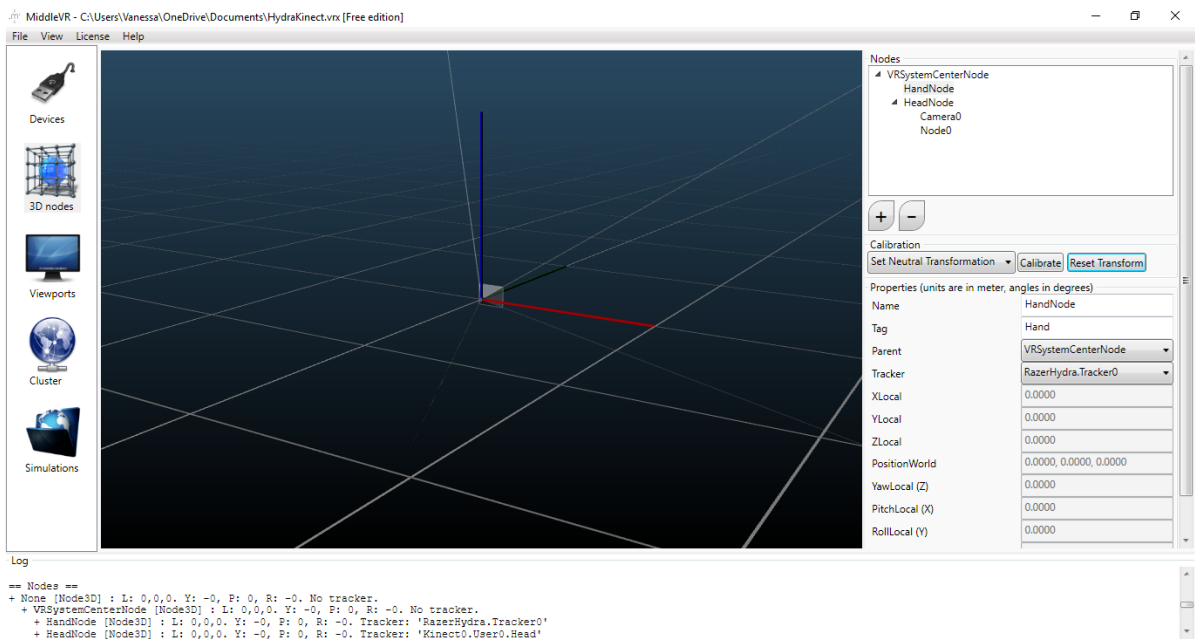 MiddleVR - C:\Users\Vanessa\OneDrive\Documents\HydraKinect.vrx [Free edition]
File View License Help
Devices
3D nodes
Viewports
Cluster
Simulations
Nodes
VRSystemCenterNode
HandNode
HeadNode
Camera0
Node0
+ -
Calibration
Set Neutral Transformation Calibrate Reset Transform
Properties (units are in meter, angles in degrees)
Name HandNode
Tag Hand
Parent VRSystemCenterNode
Tracker RazerHydra.Tracker0
XLocal 0.0000
YLocal 0.0000
ZLocal 0.0000
PositionWorld 0.0000, 0.0000, 0.0000
YawLocal (Z) 0.0000
PitchLocal (X) 0.0000
RollLocal (Y) 0.0000
Log
== Nodes ==
+ None [Node3D] : L: 0,0,0. Y: -0, P: 0, R: -0. No tracker.
+ VRSystemCenterNode [Node3D] : L: 0,0,0. Y: -0, P: 0, R: -0. No tracker.
+ HandNode [Node3D] : L: 0,0,0. Y: -0, P: 0, R: -0. Tracker: 'RazerHydra.Tracker0'
+ HeadNode [Node3D] : L: 0,0,0. Y: -0, P: 0, R: -0. Tracker: 'Kinect0.User0.Head'